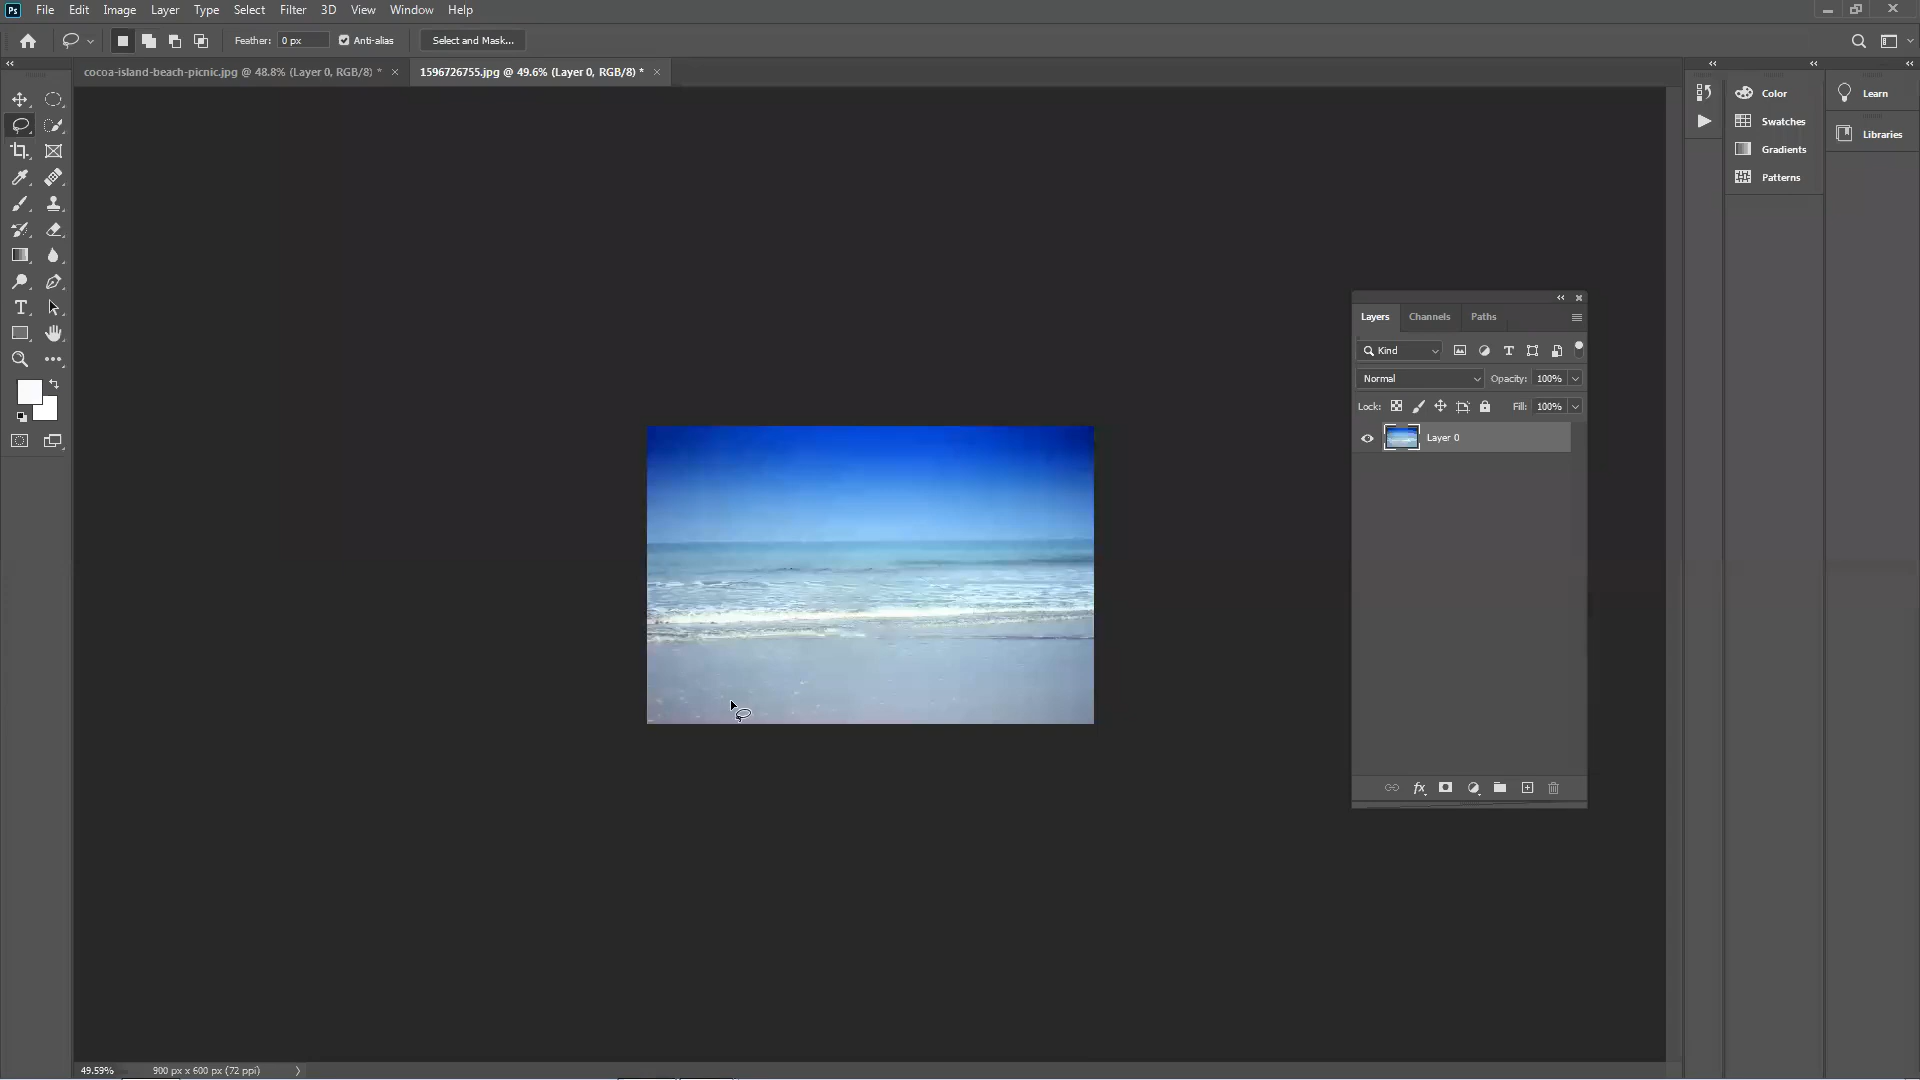 Ps File Edit Image Layer Type Select Filter 3D View Window Help
Feather: 0 px Anti-alias Select and Mask...
cocoa-island-beach-picnic.jpg @ 48.8% (Layer 0, RGB/8) * 1596726755.jpg @ 49.6% (Layer 0, RGB/8) *
Color
Swatches
Gradients
Patterns
Learn
Libraries
Layers Channels Paths
Kind
Normal Opacity: 100%
Lock: Fill: 100%
Layer 0
fx
49.59% 900 px x 600 px (72 ppi)